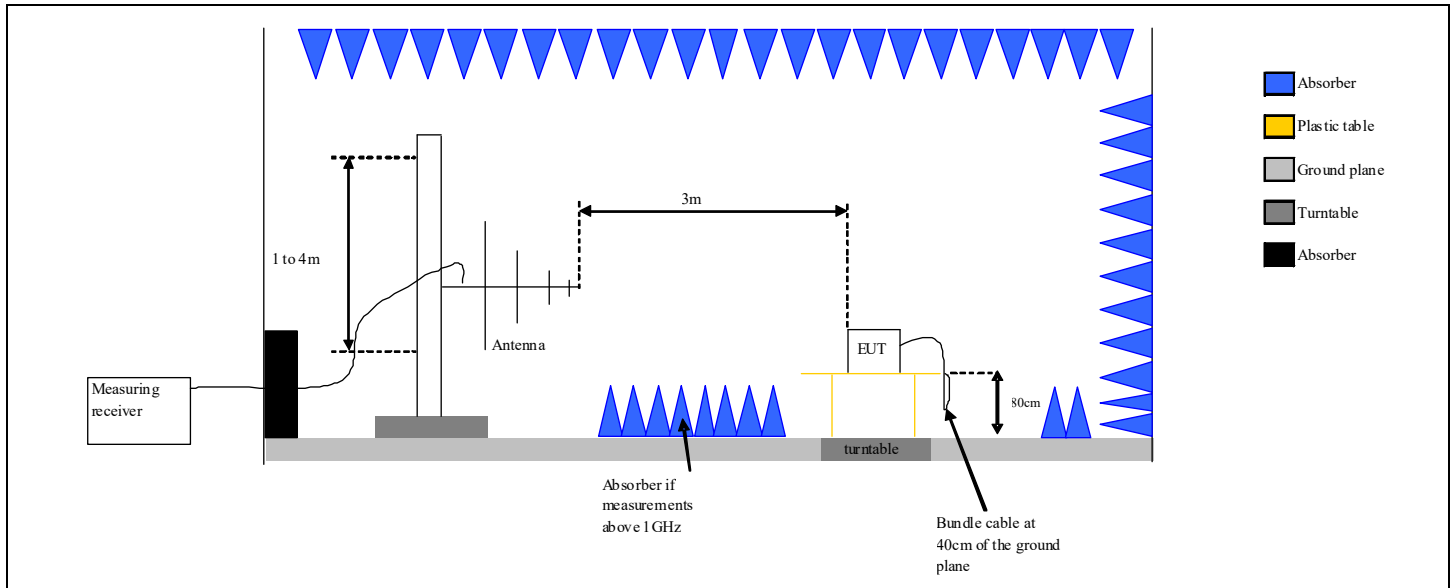 Absorber
Plastic table
Ground plane
Turntable
Absorber
3m
1 to 4m
Antenna
EUT
Measuring
receiver
80cm
turntable
Absorber if
measurements
above 1GHz
Bundle cable at
40cm of the ground
plane